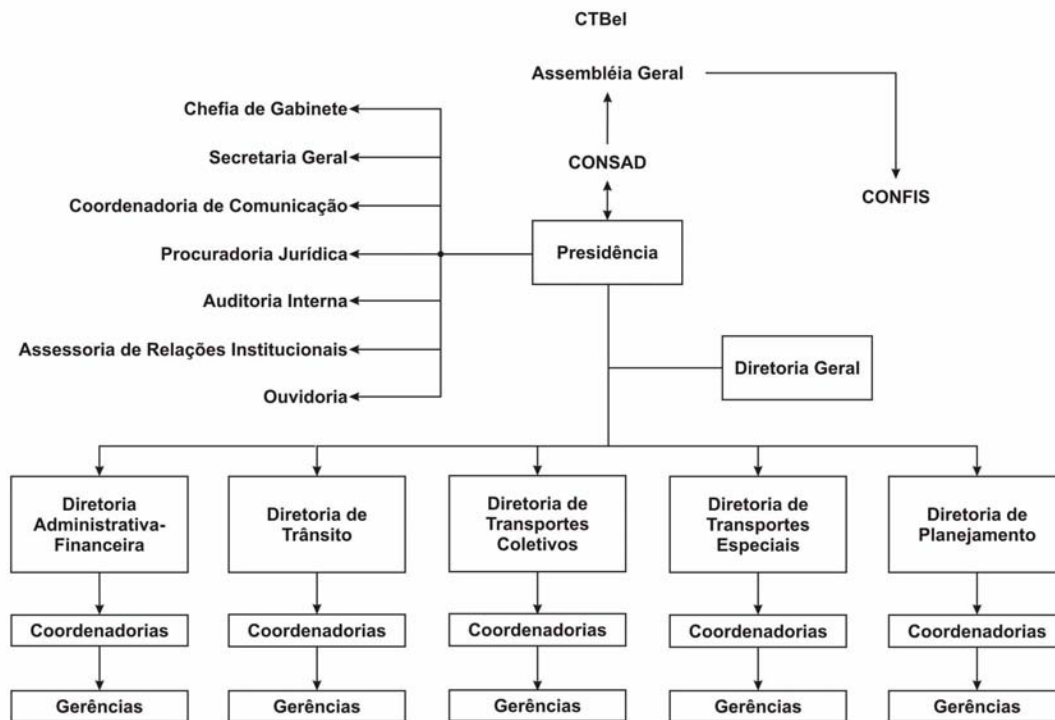 CTBel
Assembléia Geral
Chefia de Gabinete
Secretaria Geral
CONSAD
Coordenadoria de Comunicação
CONFIS
Procuradoria Jurídica
Presidência
Auditoria Interna
Assessoria de Relações Institucionais
Diretoria Geral
Ouvidoria
Diretoria
Administrativa-
Financeira
Diretoria de
Trânsito
Diretoria de
Transportes
Coletivos
Diretoria de
Transportes
Especiais
Diretoria de
Planejamento
Coordenadorias
Coordenadorias
Coordenadorias
Coordenadorias
Coordenadorias
Gerências
Gerências
Gerências
Gerências
Gerências